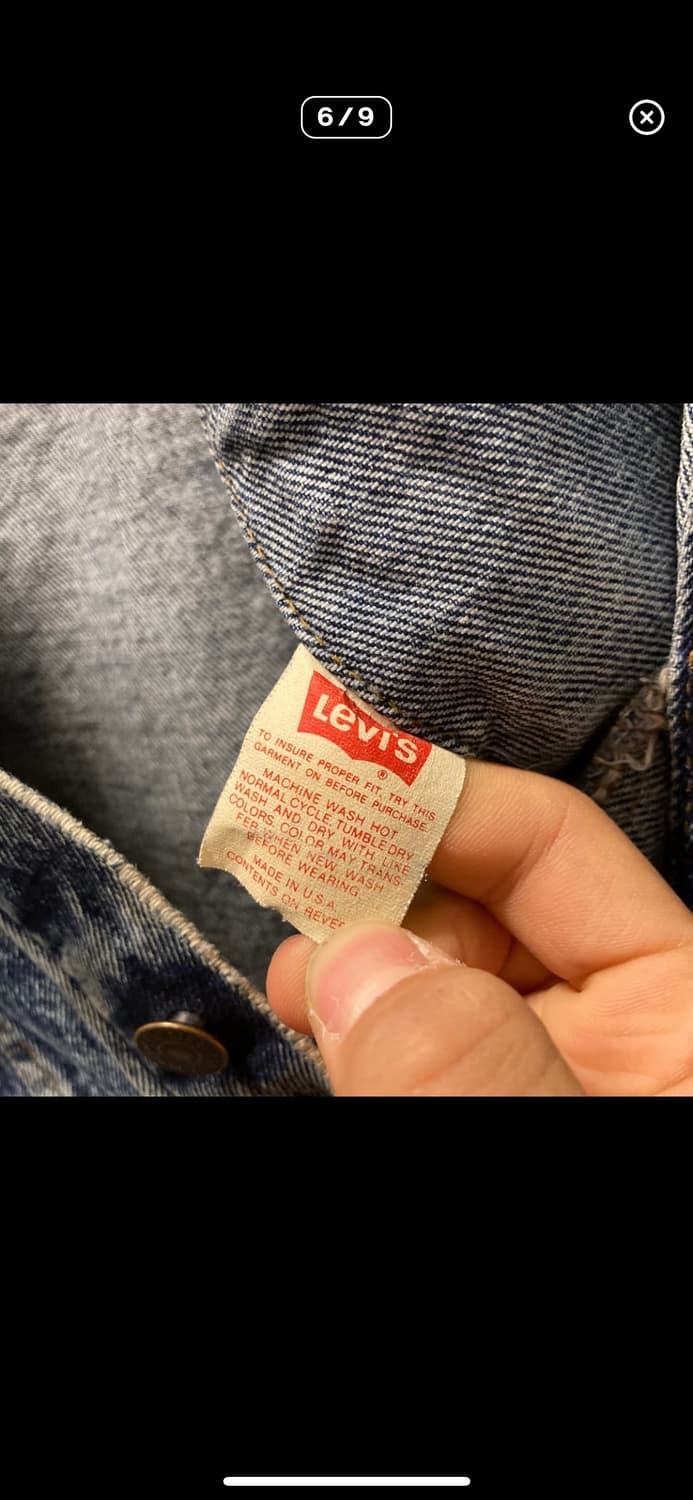 6/9
Levi's
®
TO INSURE PROPER FIT, TRY THIS
GARMENT ON BEFORE PURCHASE.
MACHINE WASH HOT
NORMAL CYCLE, TUMBLE DRY
WASH AND DRY WITH LIKE
COLORS. COLOR MAY TRANS-
FER WHEN NEW, WASH
BEFORE WEARING
MADE IN U.S.A.
CONTENTS ON